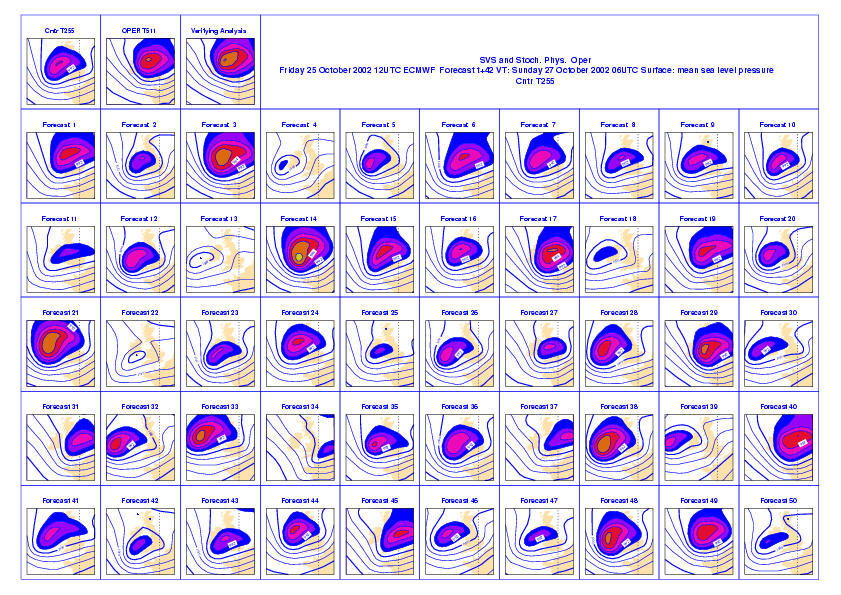 Cntr T255 OPER T511 Verifying Analysis
SVS and Stoch. Phys. Oper
Friday 25 October 2002 12UTC ECMWF Forecast t+42 VT: Sunday 27 October 2002 06UTC Surface: mean sea level pressure
Cntr T255
Forecast 1 Forecast 2 Forecast 3 Forecast 4 Forecast 5 Forecast 6 Forecast 7 Forecast 8 Forecast 9 Forecast 10
Forecast 11 Forecast 12 Forecast 13 Forecast 14 Forecast 15 Forecast 16 Forecast 17 Forecast 18 Forecast 19 Forecast 20
Forecast 21 Forecast 22 Forecast 23 Forecast 24 Forecast 25 Forecast 26 Forecast 27 Forecast 28 Forecast 29 Forecast 30
Forecast 31 Forecast 32 Forecast 33 Forecast 34 Forecast 35 Forecast 36 Forecast 37 Forecast 38 Forecast 39 Forecast 40
Forecast 41 Forecast 42 Forecast 43 Forecast 44 Forecast 45 Forecast 46 Forecast 47 Forecast 48 Forecast 49 Forecast 50